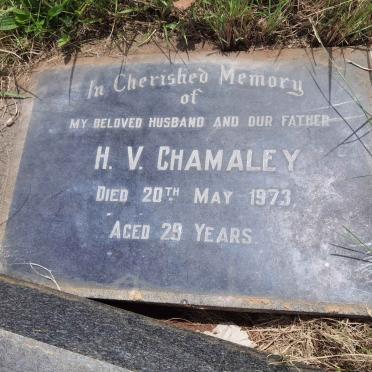 In Cherished Memory
of
MY BELOVED HUSBAND AND OUR FATHER
H. V. CHAMALEY
DIED 20TH MAY 1973.
AGED 29 YEARS